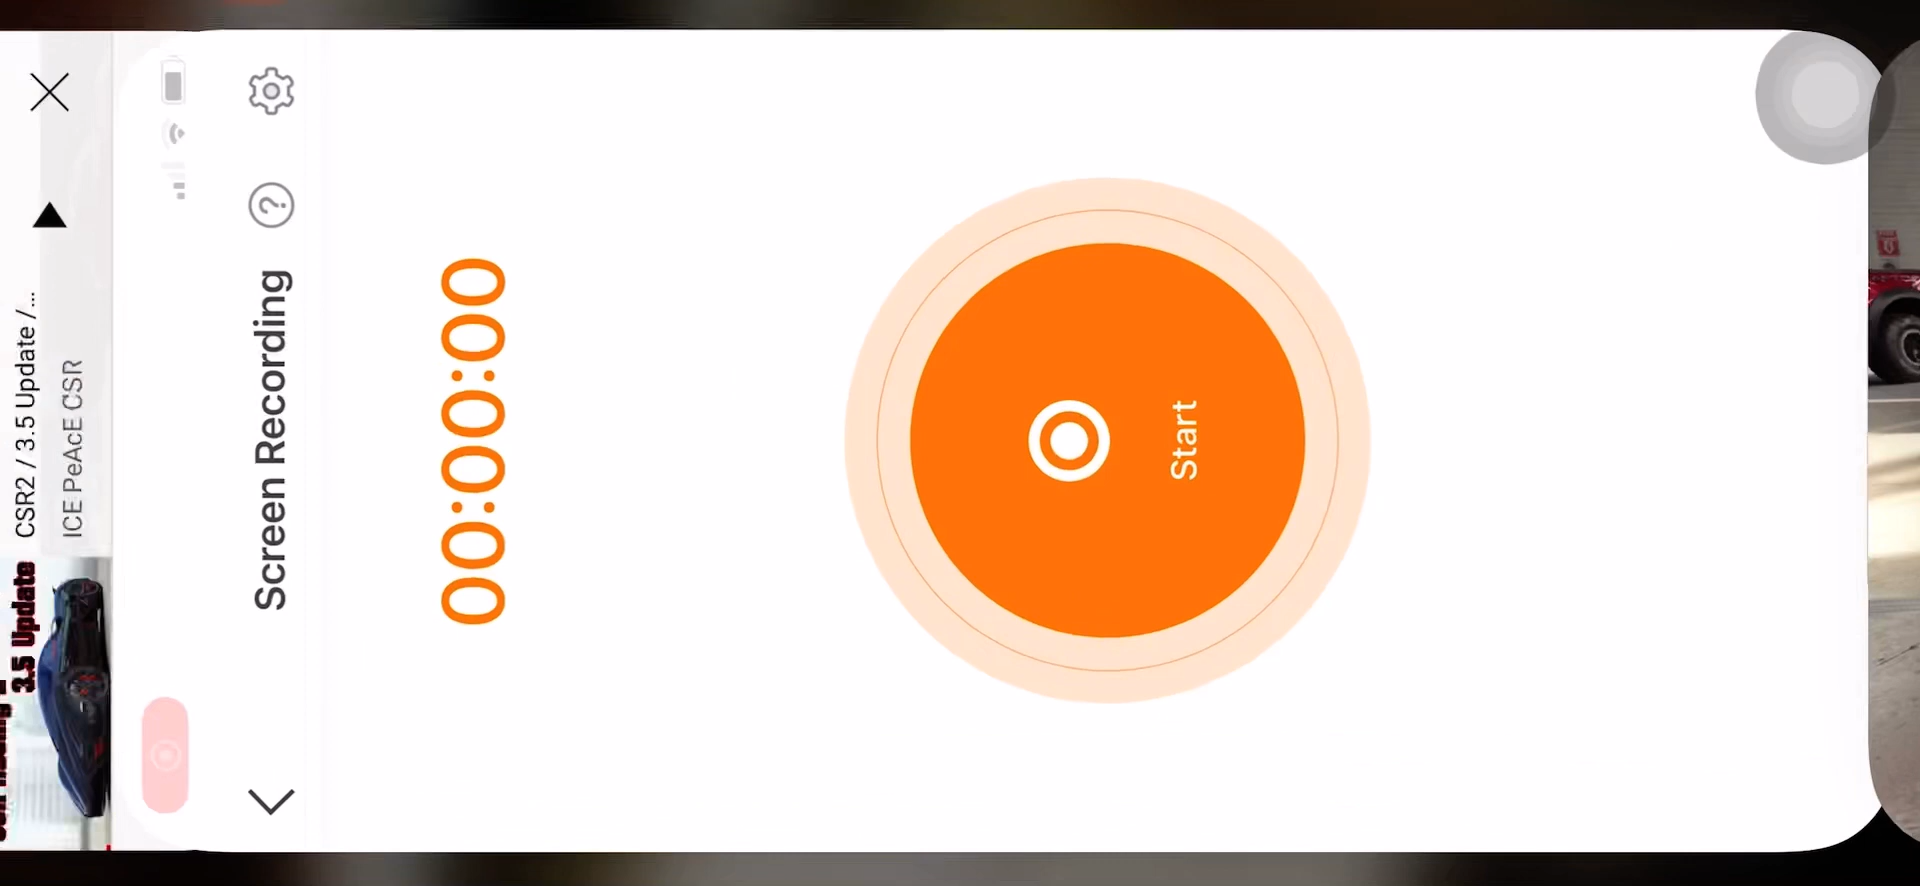 CSR2 / 3.5 Update /...
ICE PeAcE CSR
3.5 Update
Screen Recording
00:00:00
Start